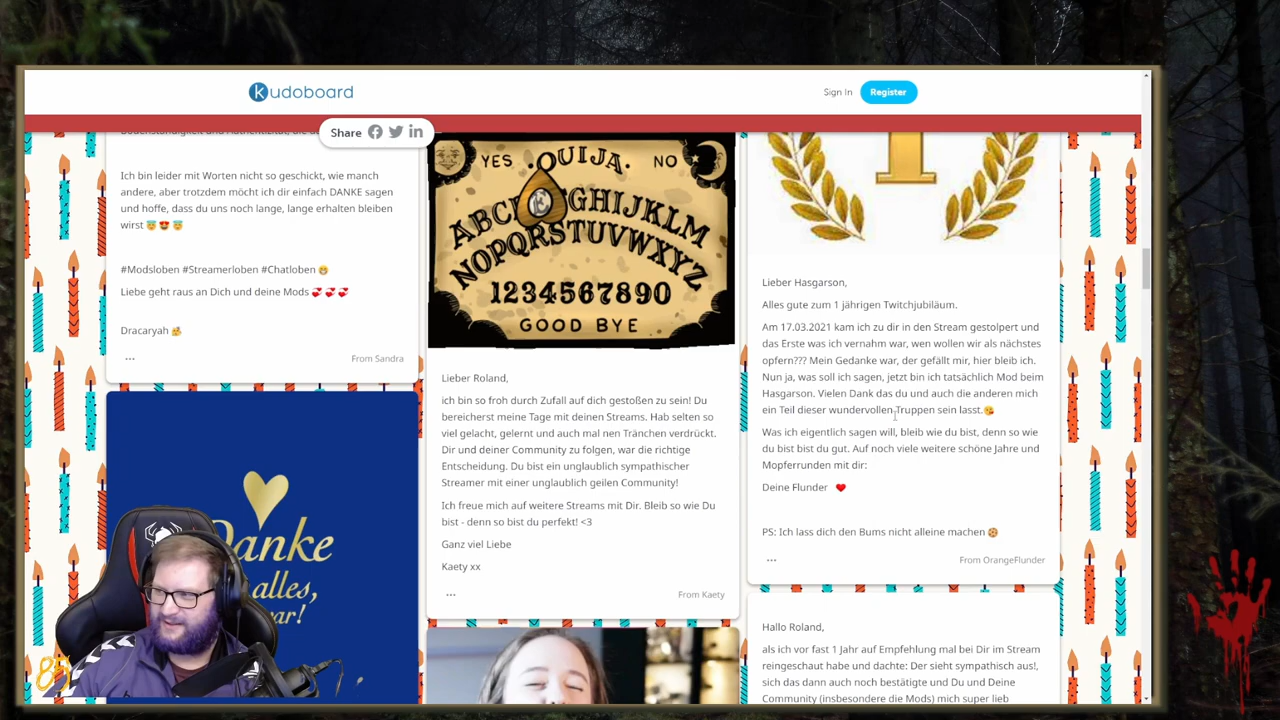 kudoboard
Sign In
Register
Share
Ich bin leider mit Worten nicht so geschickt, wie manch
andere, aber trotzdem möcht ich dir einfach DANKE sagen
und hoffe, dass du uns noch lange, lange erhalten bleiben
wirst 😇😍😇
#Modsloben #Streamerloben #Chatloben 😁
Liebe geht raus an Dich und deine Mods 💞💞💞
Dracaryah 🥳
...
From Sandra
Danke
alles,
YES OUIJA NO
ABC GHIJKLM
NOPQRSTUVWXYZ
1234567890
GOOD BYE
Lieber Roland,
ich bin so froh durch Zufall auf dich gestoßen zu sein! Du
bereicherst meine Tage mit deinen Streams. Hab selten so
viel gelacht, gelernt und auch mal nen Tränchen verdrückt.
Dir und deiner Community zu folgen, war die richtige
Entscheidung. Du bist ein unglaublich sympathischer
Streamer mit einer unglaublich geilen Community!
Ich freue mich auf weitere Streams mit Dir. Bleib so wie Du
bist - denn so bist du perfekt! <3
Ganz viel Liebe
Kaety xx
...
From Kaety
1
Lieber Hasgarson,
Alles gute zum 1 jährigen Twitchjubiläum.
Am 17.03.2021 kam ich zu dir in den Stream gestolpert und
das Erste was ich vernahm war, wen wollen wir als nächstes
opfern??? Mein Gedanke war, der gefällt mir, hier bleib ich.
Nun ja, was soll ich sagen, jetzt bin ich tatsächlich Mod beim
Hasgarson. Vielen Dank das du und auch die anderen mich
ein Teil dieser wundervollen Truppen sein lasst.😘
Was ich eigentlich sagen will, bleib wie du bist, denn so wie
du bist bist du gut. Auf noch viele weitere schöne Jahre und
Mopferrunden mit dir:
Deine Flunder ❤️
PS: Ich lass dich den Bums nicht alleine machen 🍪
...
From OrangeFlunder
Hallo Roland,
als ich vor fast 1 Jahr auf Empfehlung mal bei Dir im Stream
reingeschaut habe und dachte: Der sieht sympathisch aus!,
sich das dann auch noch bestätigte und Du und Deine
Community (insbesondere die Mods) mich super lieb